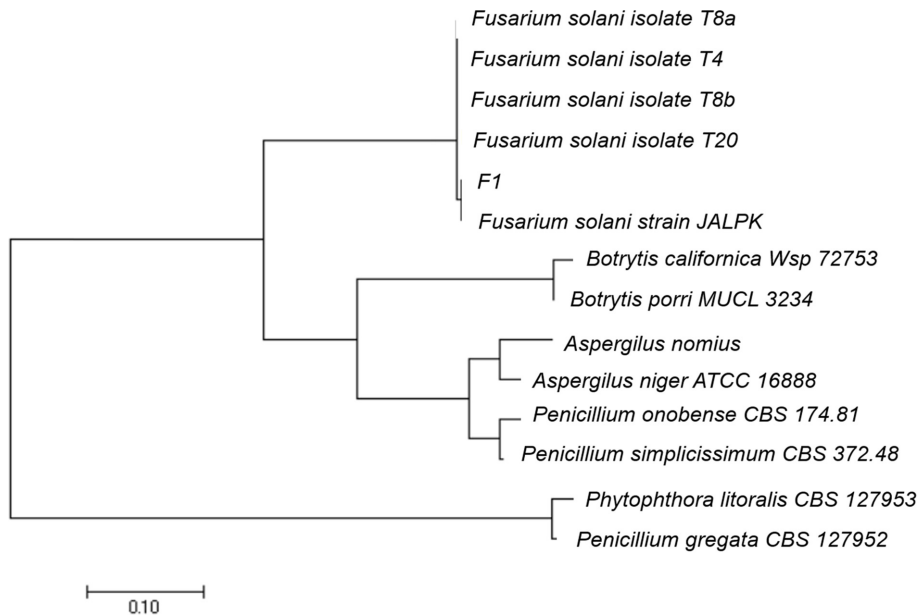 Fusarium solani isolate T8a
Fusarium solani isolate T4
Fusarium solani isolate T8b
Fusarium solani isolate T20
F1
Fusarium solani strain JALPK
Botrytis californica Wsp 72753
Botrytis porri MUCL 3234
Aspergilus nomius
Aspergilus niger ATCC 16888
Penicillium onobense CBS 174.81
Penicillium simplicissimum CBS 372.48
Phytophthora litoralis CBS 127953
Penicillium gregata CBS 127952
0.10